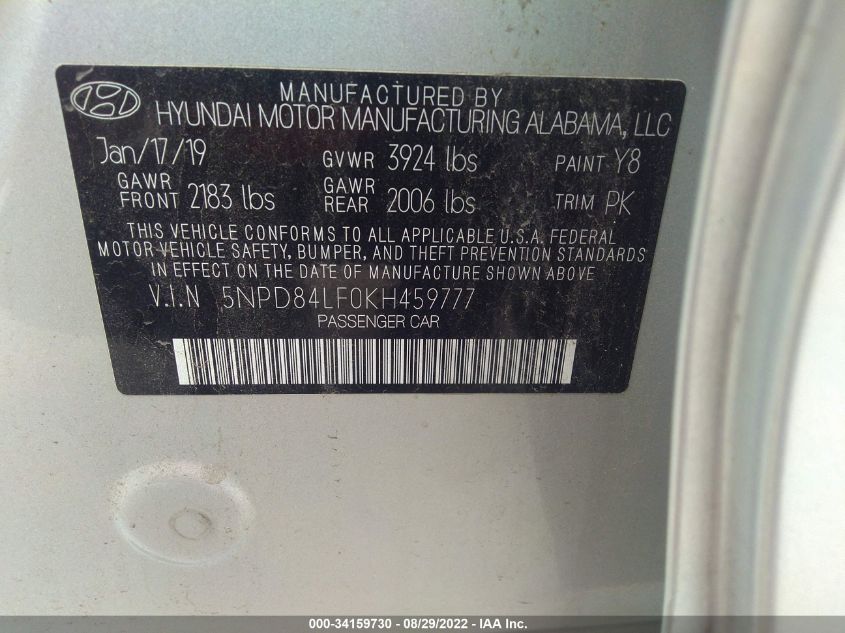 MANUFACTURED BY
HYUNDAI MOTOR MANUFACTURING ALABAMA, LLC
Jan/17/19 GVWR 3924 lbs PAINT Y8
GAWR FRONT 2183 lbs GAWR REAR 2006 lbs TRIM PK
THIS VEHICLE CONFORMS TO ALL APPLICABLE U.S.A. FEDERAL
MOTOR VEHICLE SAFETY, BUMPER, AND THEFT PREVENTION STANDARDS
IN EFFECT ON THE DATE OF MANUFACTURE SHOWN ABOVE
V.I.N 5NPD84LF0KH459777
PASSENGER CAR
000-34159730 - 08/29/2022 - IAA Inc.